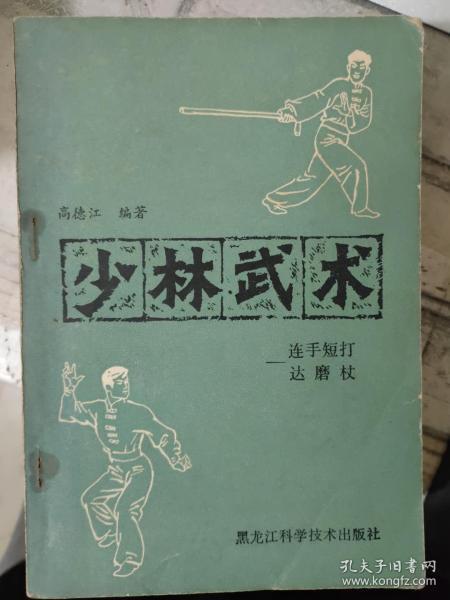 高德江 编著
少林武术
—连手短打
达磨杖
黑龙江科学技术出版社
孔夫子旧书网
www.kongfz.com